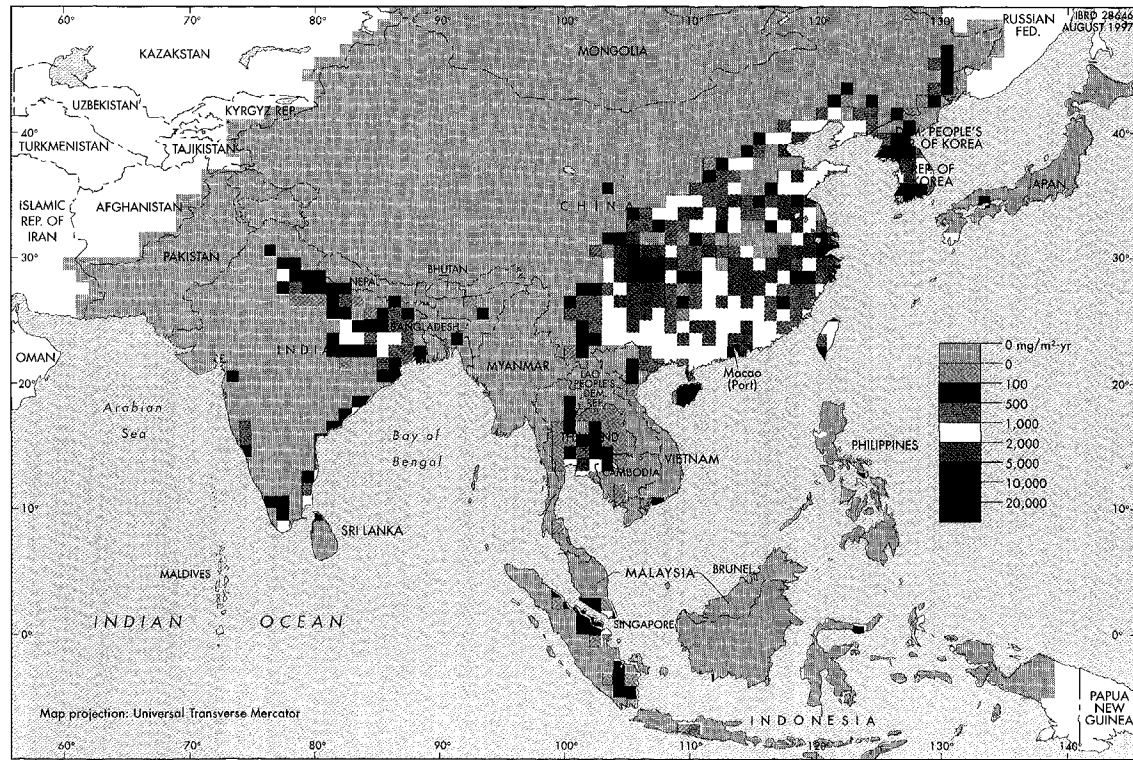 60° 70° 80° 90° 100° 110° 120° 130° 140°
IBRD 28646
AUGUST 1997
RUSSIAN
FED.
KAZAKSTAN
MONGOLIA
UZBEKISTAN
KYRGYZ REP.
40° 40°
TURKMENISTAN
TAJIKISTAN
PEOPLE'S
OF KOREA
REP. OF
KOREA
JAPAN
ISLAMIC
REP. OF
IRAN
AFGHANISTAN
CHINA
PAKISTAN
30° 30°
NEPAL
BHUTAN
BANGLADESH
INDIA
OMAN
MYANMAR
LAO
PEOPLE'S
DEM.
REP.
Macao
(Port)
20° 20°
Arabian
Sea
Bay of
Bengal
THAILAND
CAMBODIA
VIETNAM
PHILIPPINES
0 mg/m²·yr
0
100
500
1,000
2,000
5,000
10,000
20,000
10° 10°
SRI LANKA
MALDIVES
MALAYSIA
BRUNEI
INDIAN OCEAN
SINGAPORE
0° 0°
Map projection: Universal Transverse Mercator
INDONESIA
PAPUA
NEW
GUINEA
60° 70° 80° 90° 100° 110° 120° 130° 140°